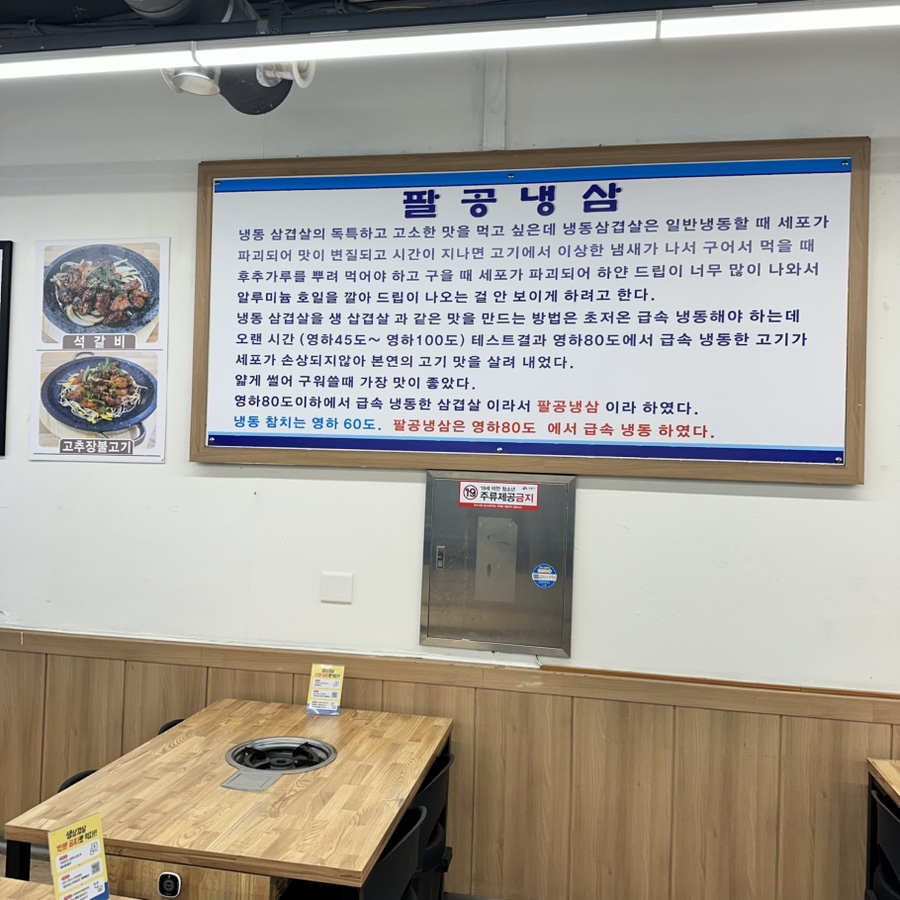 팔공냉삼
냉동 삼겹살의 독특하고 고소한 맛을 먹고 싶은데 냉동삼겹살은 일반냉동할 때 세포가
파괴되어 맛이 변질되고 시간이 지나면 고기에서 이상한 냄새가 나서 구어서 먹을 때
후추가루를 뿌려 먹어야 하고 구을 때 세포가 파괴되어 하얀 드립이 너무 많이 나와서
알루미늄 호일을 깔아 드립이 나오는 걸 안 보이게 하려고 한다.
냉동 삼겹살을 생 삽겹살 과 같은 맛을 만드는 방법은 초저온 급속 냉동해야 하는데
오랜 시간 (영하45도~ 영하100도) 테스트결과 영하80도에서 급속 냉동한 고기가
세포가 손상되지않아 본연의 고기 맛을 살려 내었다.
얇게 썰어 구워쓸때 가장 맛이 좋았다.
영하80도이하에서 급속 냉동한 삼겹살 이라서 팔공냉삼 이라 하였다.
냉동 참치는 영하 60도. 팔공냉삼은 영하80도 에서 급속 냉동 하였다.
석갈비
고추장불고기
19
19세 미만 청소년
주류제공금지
생삼겹살